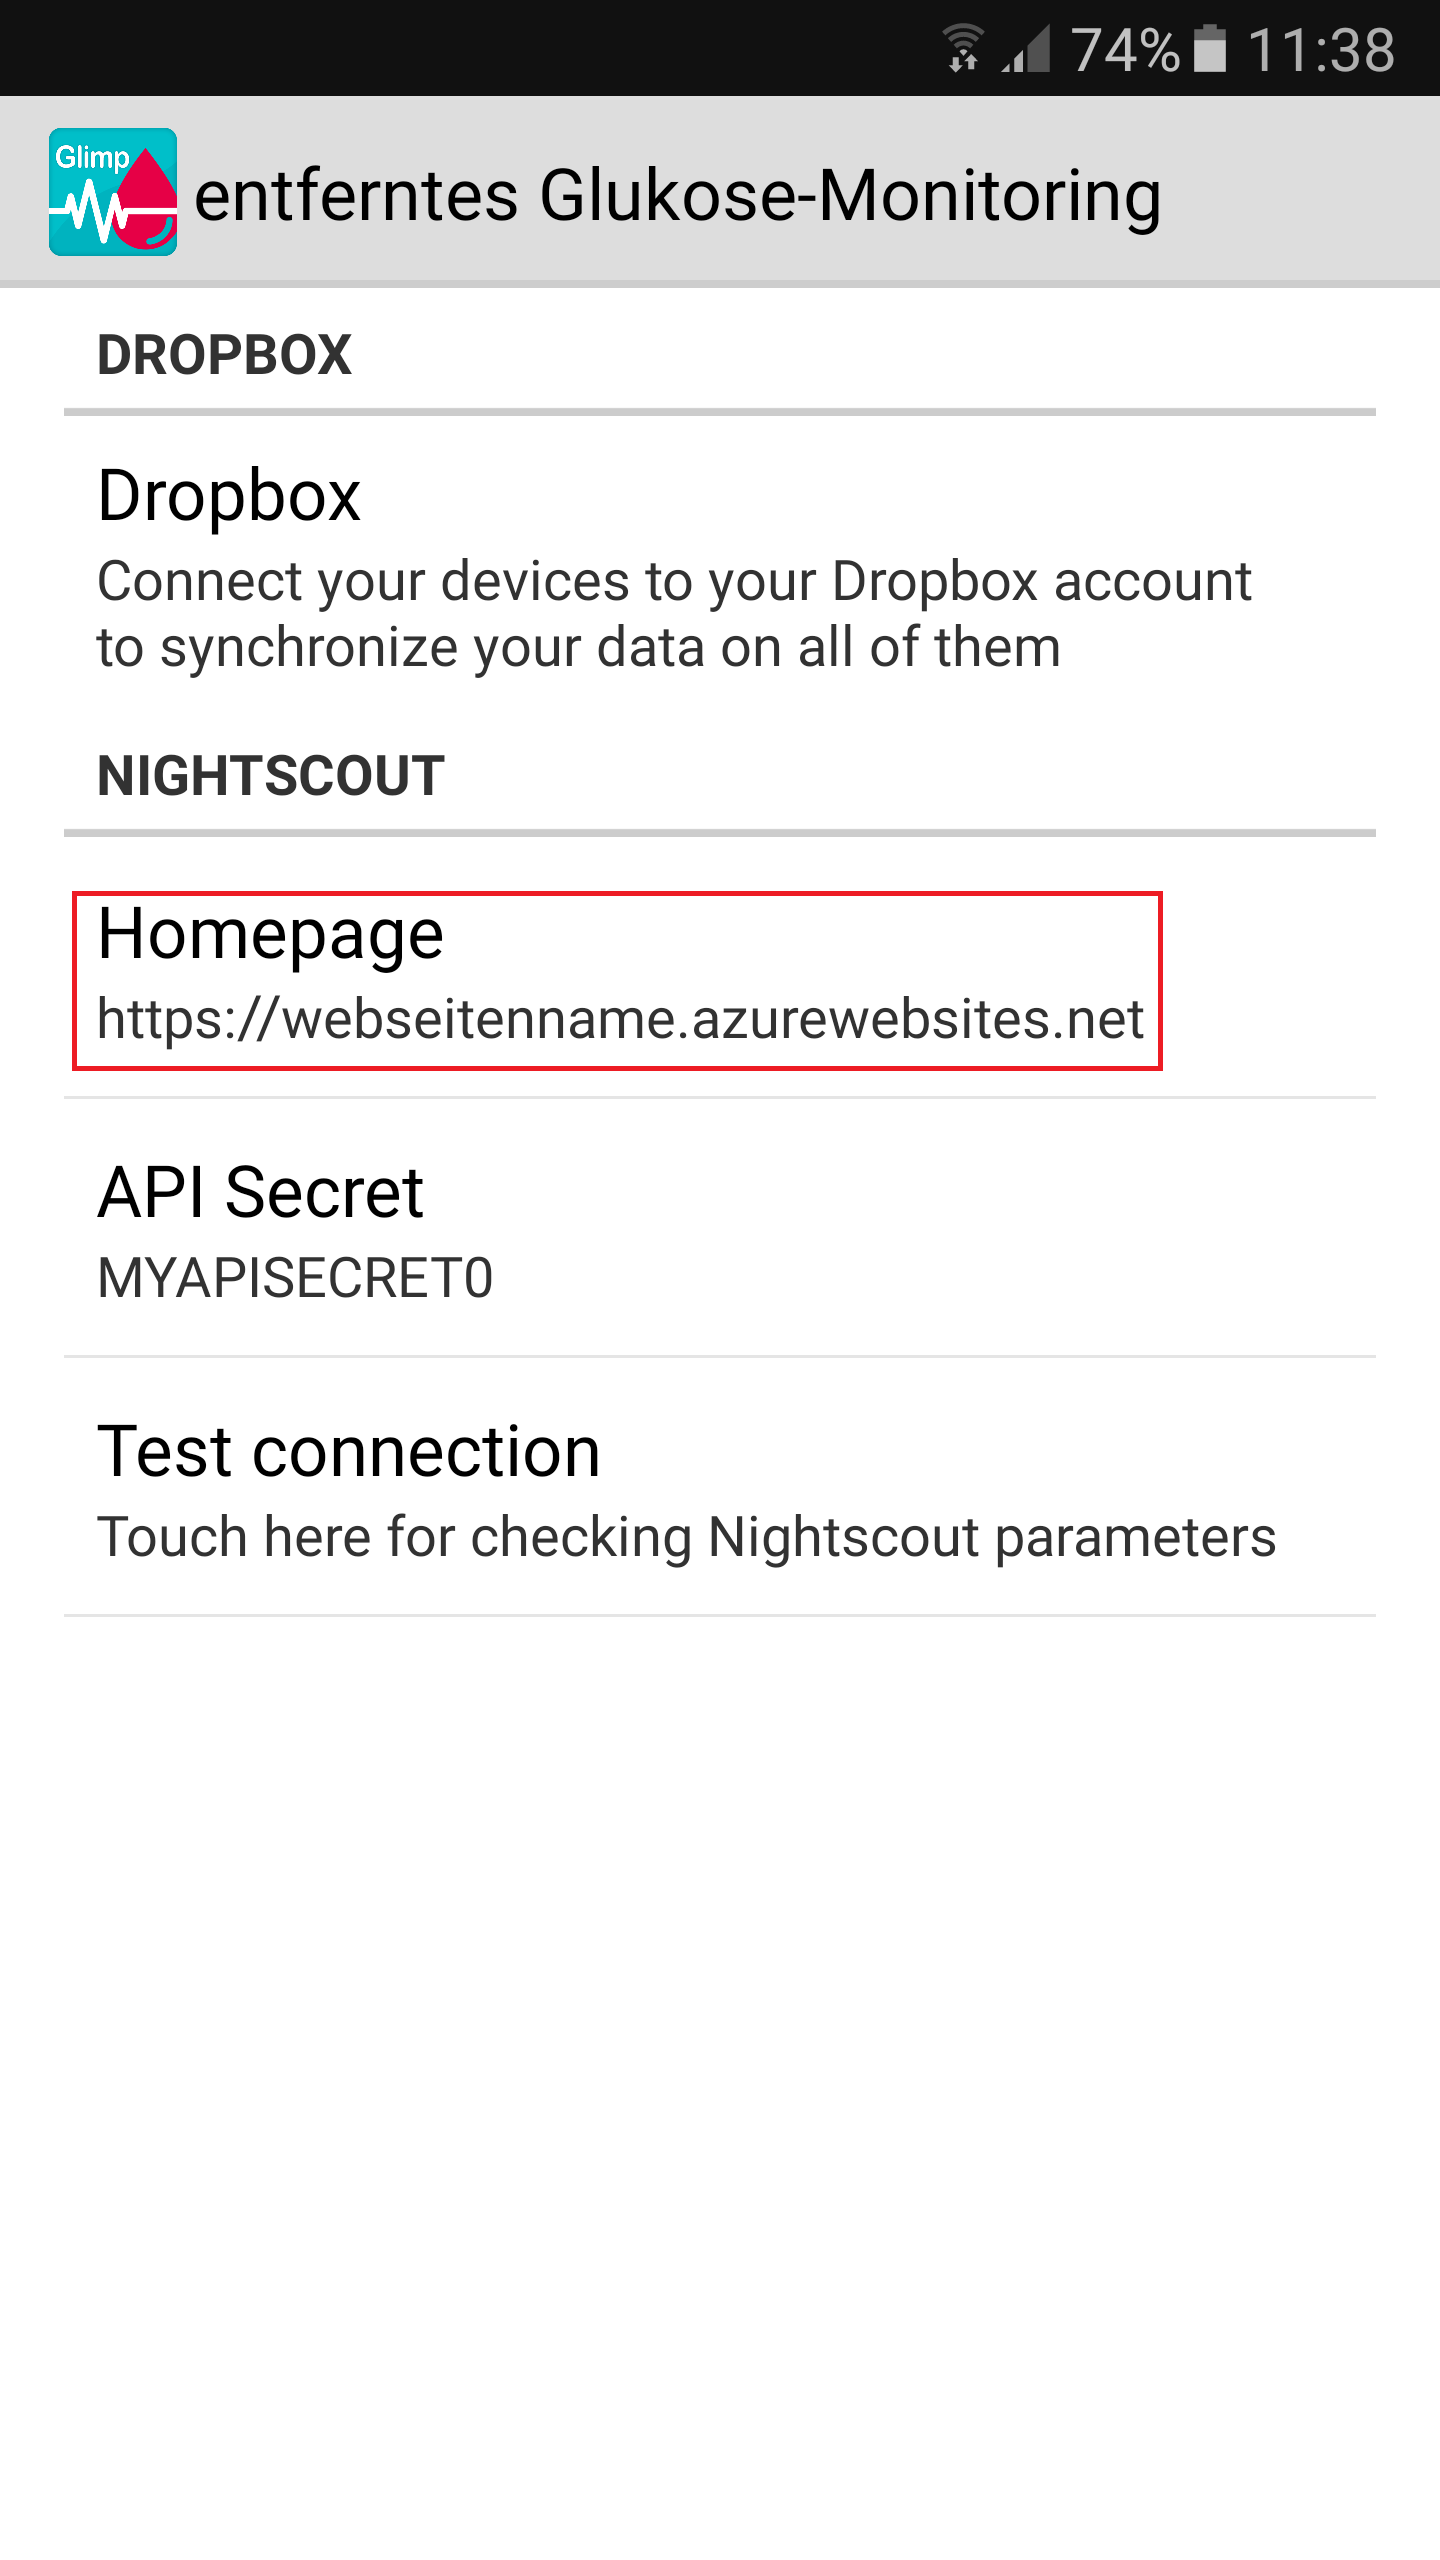 74% 11:38
Glimp
entferntes Glukose-Monitoring
DROPBOX
Dropbox
Connect your devices to your Dropbox account
to synchronize your data on all of them
NIGHTSCOUT
Homepage
https://webseitenname.azurewebsites.net
API Secret
MYAPISECRET0
Test connection
Touch here for checking Nightscout parameters